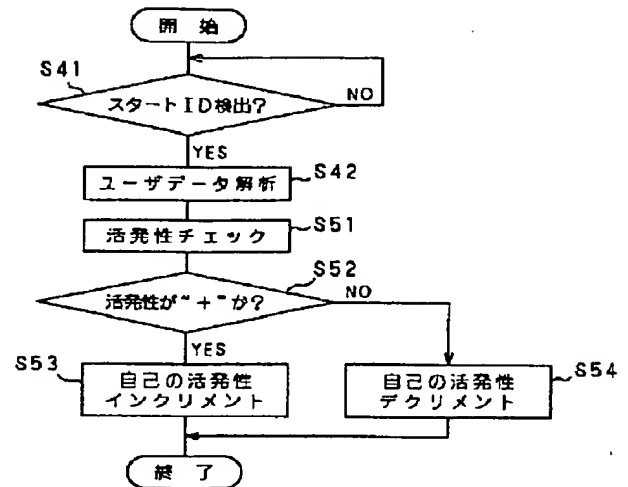 開 始
S41
スタートID検出?
NO
YES
ユーザデータ解析
S42
活発性チェック
S51
S52
活発性が"+"か?
NO
YES
S53
自己の活発性
インクリメント
自己の活発性
デクリメント
S54
終 了